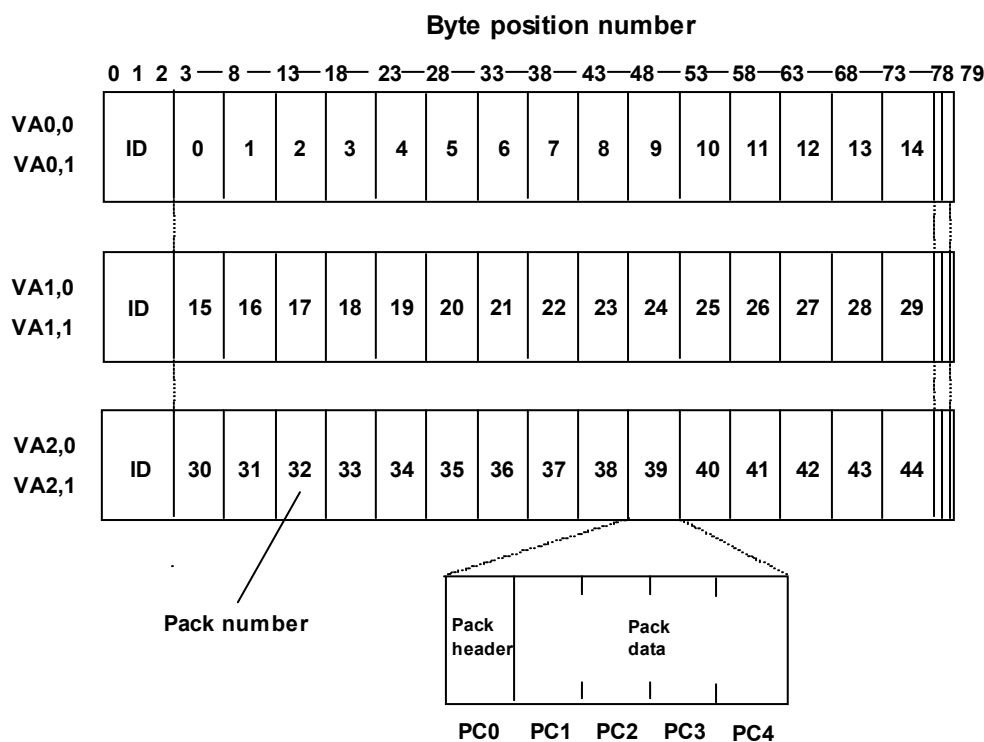 Byte position number
0 1 2 3 — 8 — 13 — 18 — 23 — 28 — 33 — 38 — 43 — 48 — 53 — 58 — 63 — 68 — 73 — 78 79
VA0,0
VA0,1
ID 0 1 2 3 4 5 6 7 8 9 10 11 12 13 14
VA1,0
VA1,1
ID 15 16 17 18 19 20 21 22 23 24 25 26 27 28 29
VA2,0
VA2,1
ID 30 31 32 33 34 35 36 37 38 39 40 41 42 43 44
Pack number
Pack
header
Pack
data
PC0 PC1 PC2 PC3 PC4